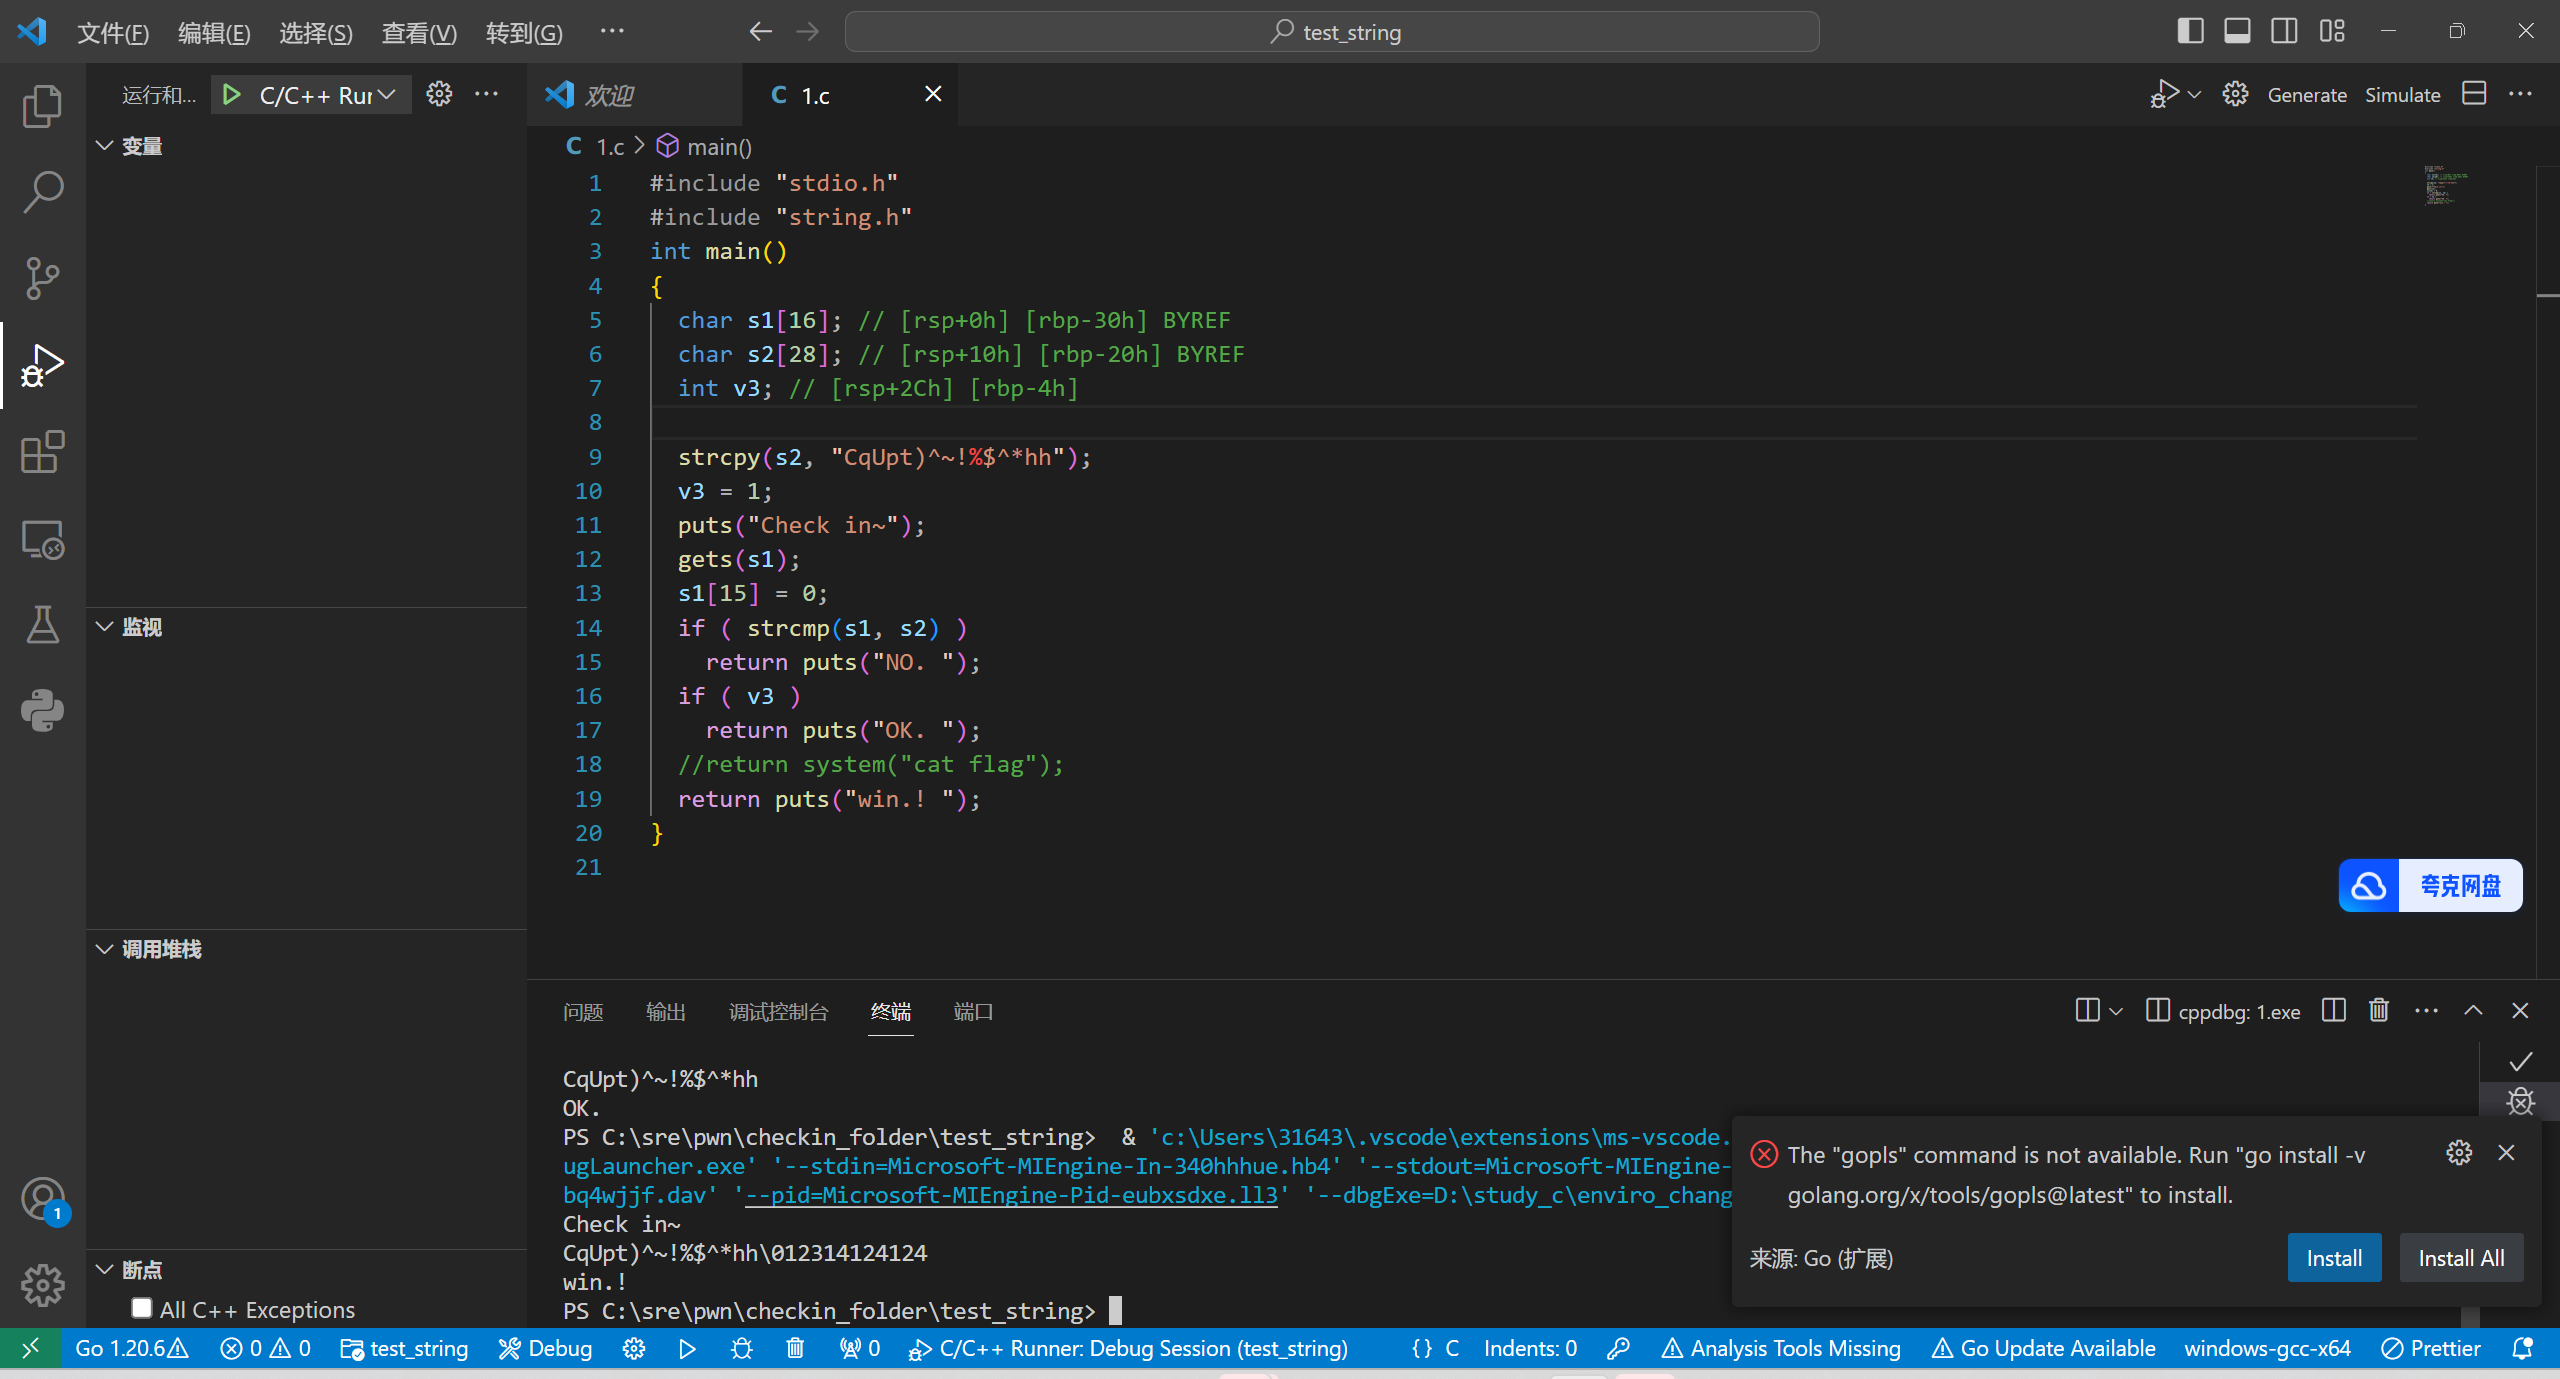 文件(F) 编辑(E) 选择(S) 查看(V) 转到(G) ··· test_string
运行和... C/C++ Rur
变量
监视
调用堆栈
断点
All C++ Exceptions
1
欢迎 C 1.c
Generate Simulate
C 1.c > main()
1 #include "stdio.h"
2 #include "string.h"
3 int main()
4 {
5 char s1[16]; // [rsp+0h] [rbp-30h] BYREF
6 char s2[28]; // [rsp+10h] [rbp-20h] BYREF
7 int v3; // [rsp+2Ch] [rbp-4h]
8
9 strcpy(s2, "CqUpt)^~!%$^*hh");
10 v3 = 1;
11 puts("Check in~");
12 gets(s1);
13 s1[15] = 0;
14 if ( strcmp(s1, s2) )
15 return puts("NO. ");
16 if ( v3 )
17 return puts("OK. ");
18 //return system("cat flag");
19 return puts("win.! ");
20 }
21
夸克网盘
问题 输出 调试控制台 终端 端口 cppdbg: 1.exe
CqUpt)^~!%$^*hh
OK.
PS C:\sre\pwn\checkin_folder\test_string>  & 'c:\Users\31643\.vscode\extensions\ms-vscode.
ugLauncher.exe' '--stdin=Microsoft-MIEngine-In-340hhhue.hb4' '--stdout=Microsoft-MIEngine-
bq4wjjf.dav' '--pid=Microsoft-MIEngine-Pid-eubxsdxe.ll3' '--dbgExe=D:\study_c\enviro_chang
Check in~
CqUpt)^~!%$^*hh\012314124124
win.!
PS C:\sre\pwn\checkin_folder\test_string>
The "gopls" command is not available. Run "go install -v
golang.org/x/tools/gopls@latest" to install.
来源: Go (扩展) Install Install All
Go 1.20.6 0 0 test_string Debug 0 C/C++ Runner: Debug Session (test_string) {} C Indents: 0 Analysis Tools Missing Go Update Available windows-gcc-x64 Prettier